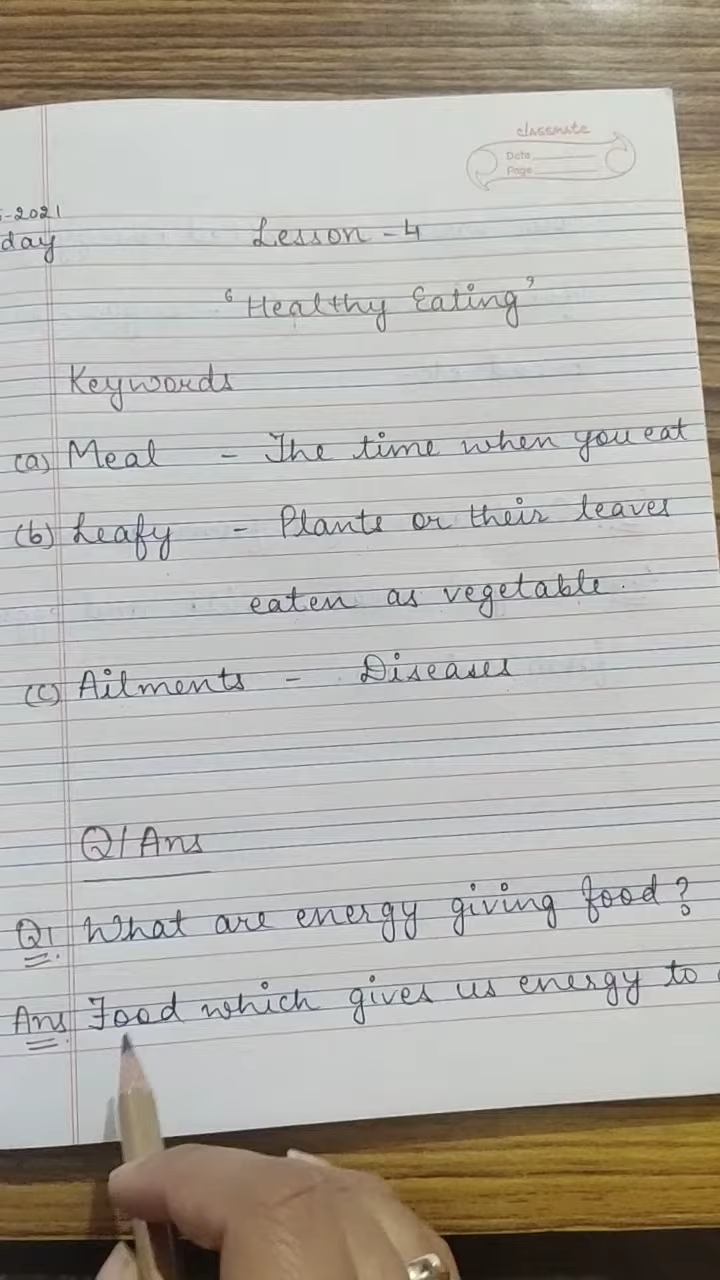 classmate
Date
Page
-2021
day
Lesson - 4
'Healthy Eating'
Keywords
(a) Meal - The time when you eat
(b) Leafy - Plants or their leaves
eaten as vegetable.
(c) Ailments - Diseases
Q/Ans
Q1. What are energy giving food?
Ans Food which gives us energy to